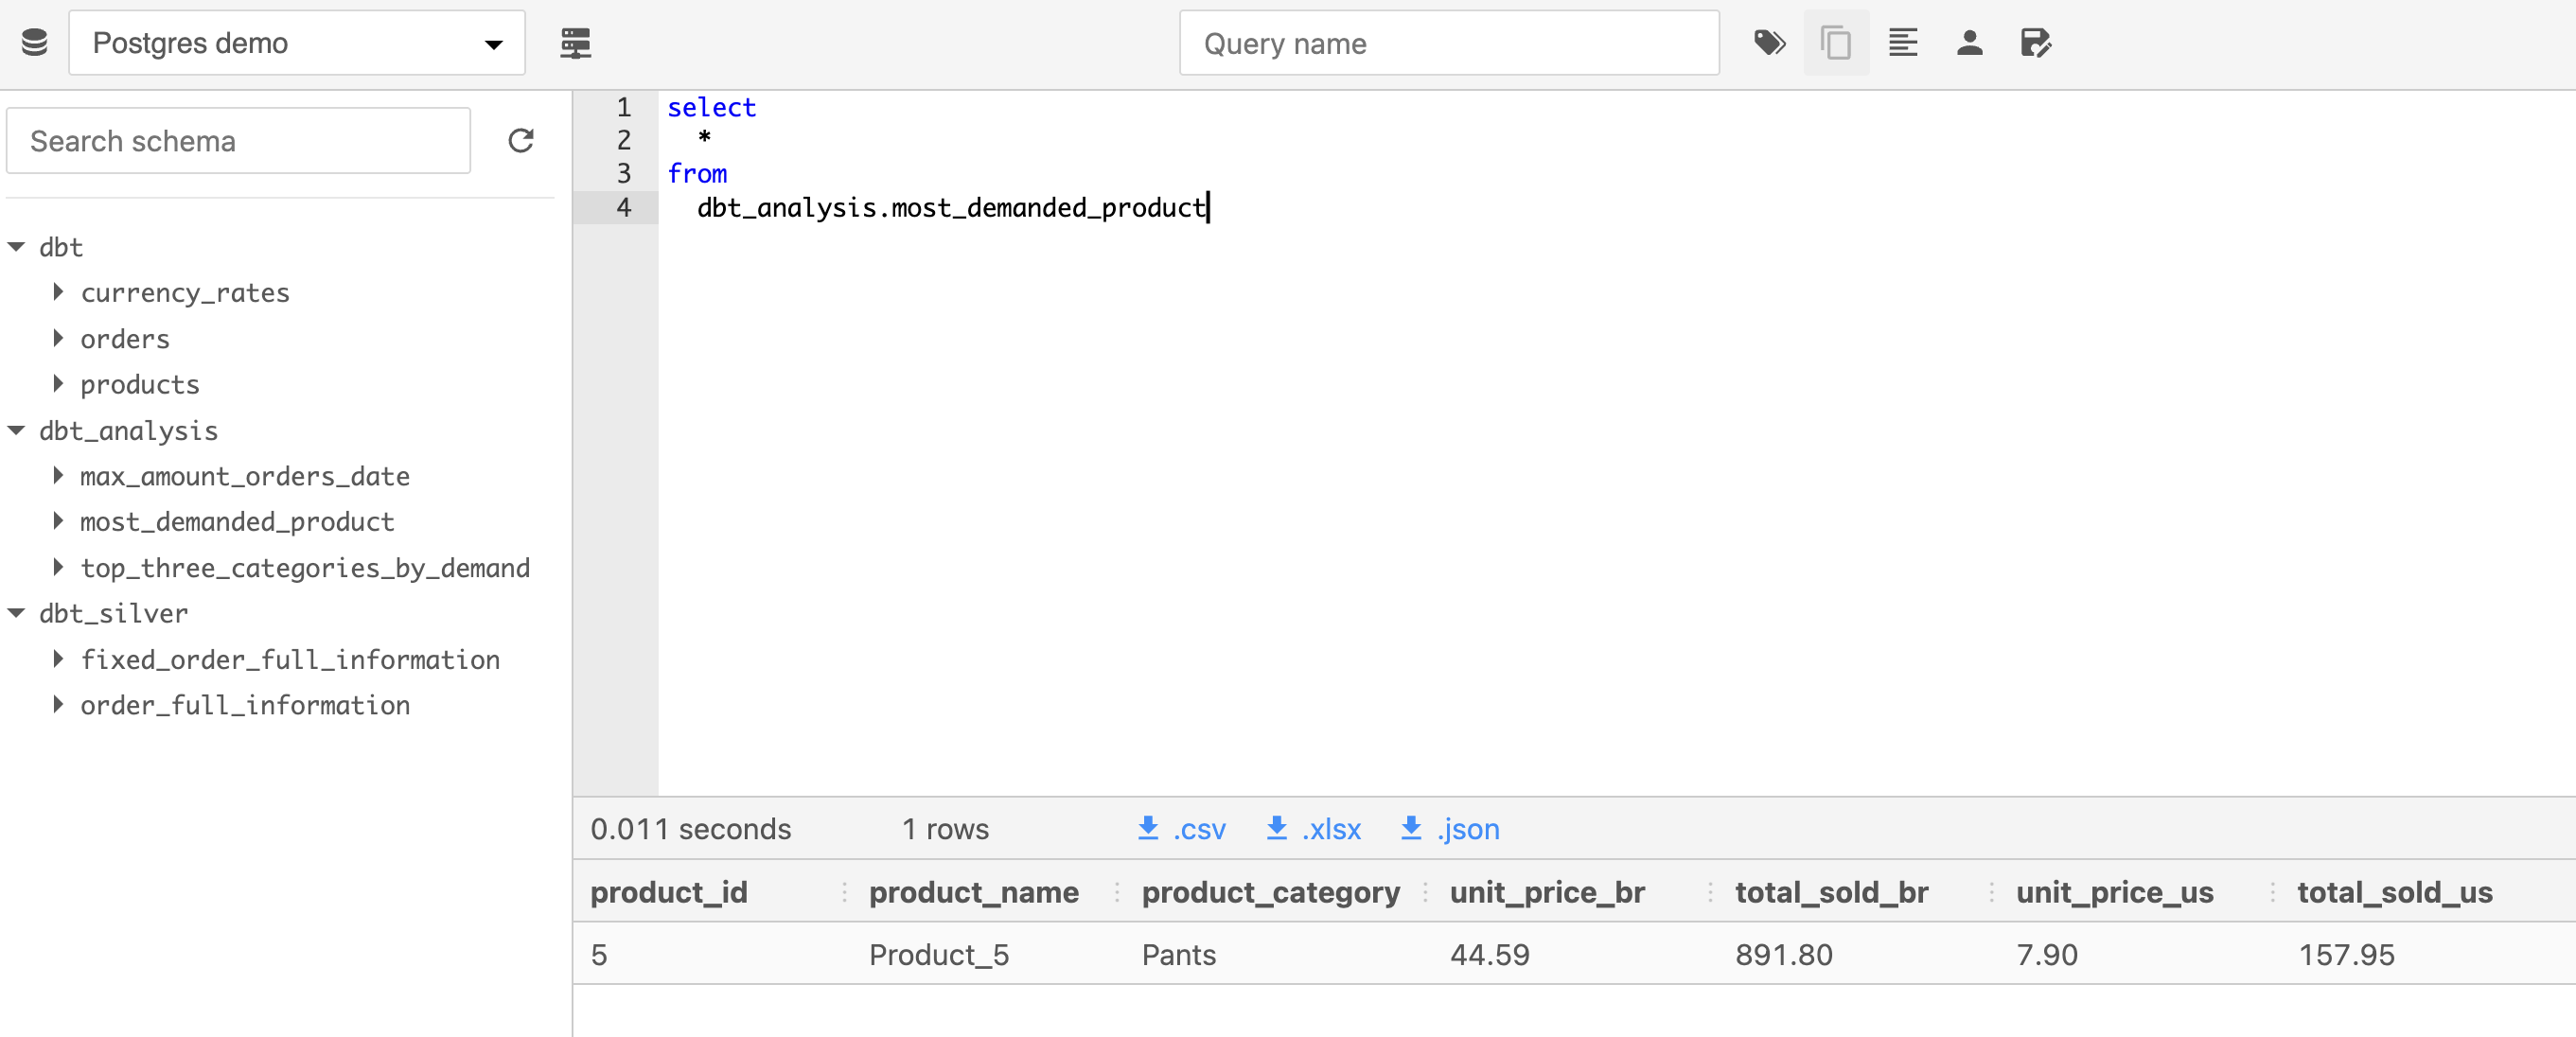 Postgres demo
Query name
Search schema
dbt
currency_rates
orders
products
dbt_analysis
max_amount_orders_date
most_demanded_product
top_three_categories_by_demand
dbt_silver
fixed_order_full_information
order_full_information
1 select
2 *
3 from
4 dbt_analysis.most_demanded_product
0.011 seconds 1 rows .csv .xlsx .json
product_id product_name product_category unit_price_br total_sold_br unit_price_us total_sold_us
5 Product_5 Pants 44.59 891.80 7.90 157.95